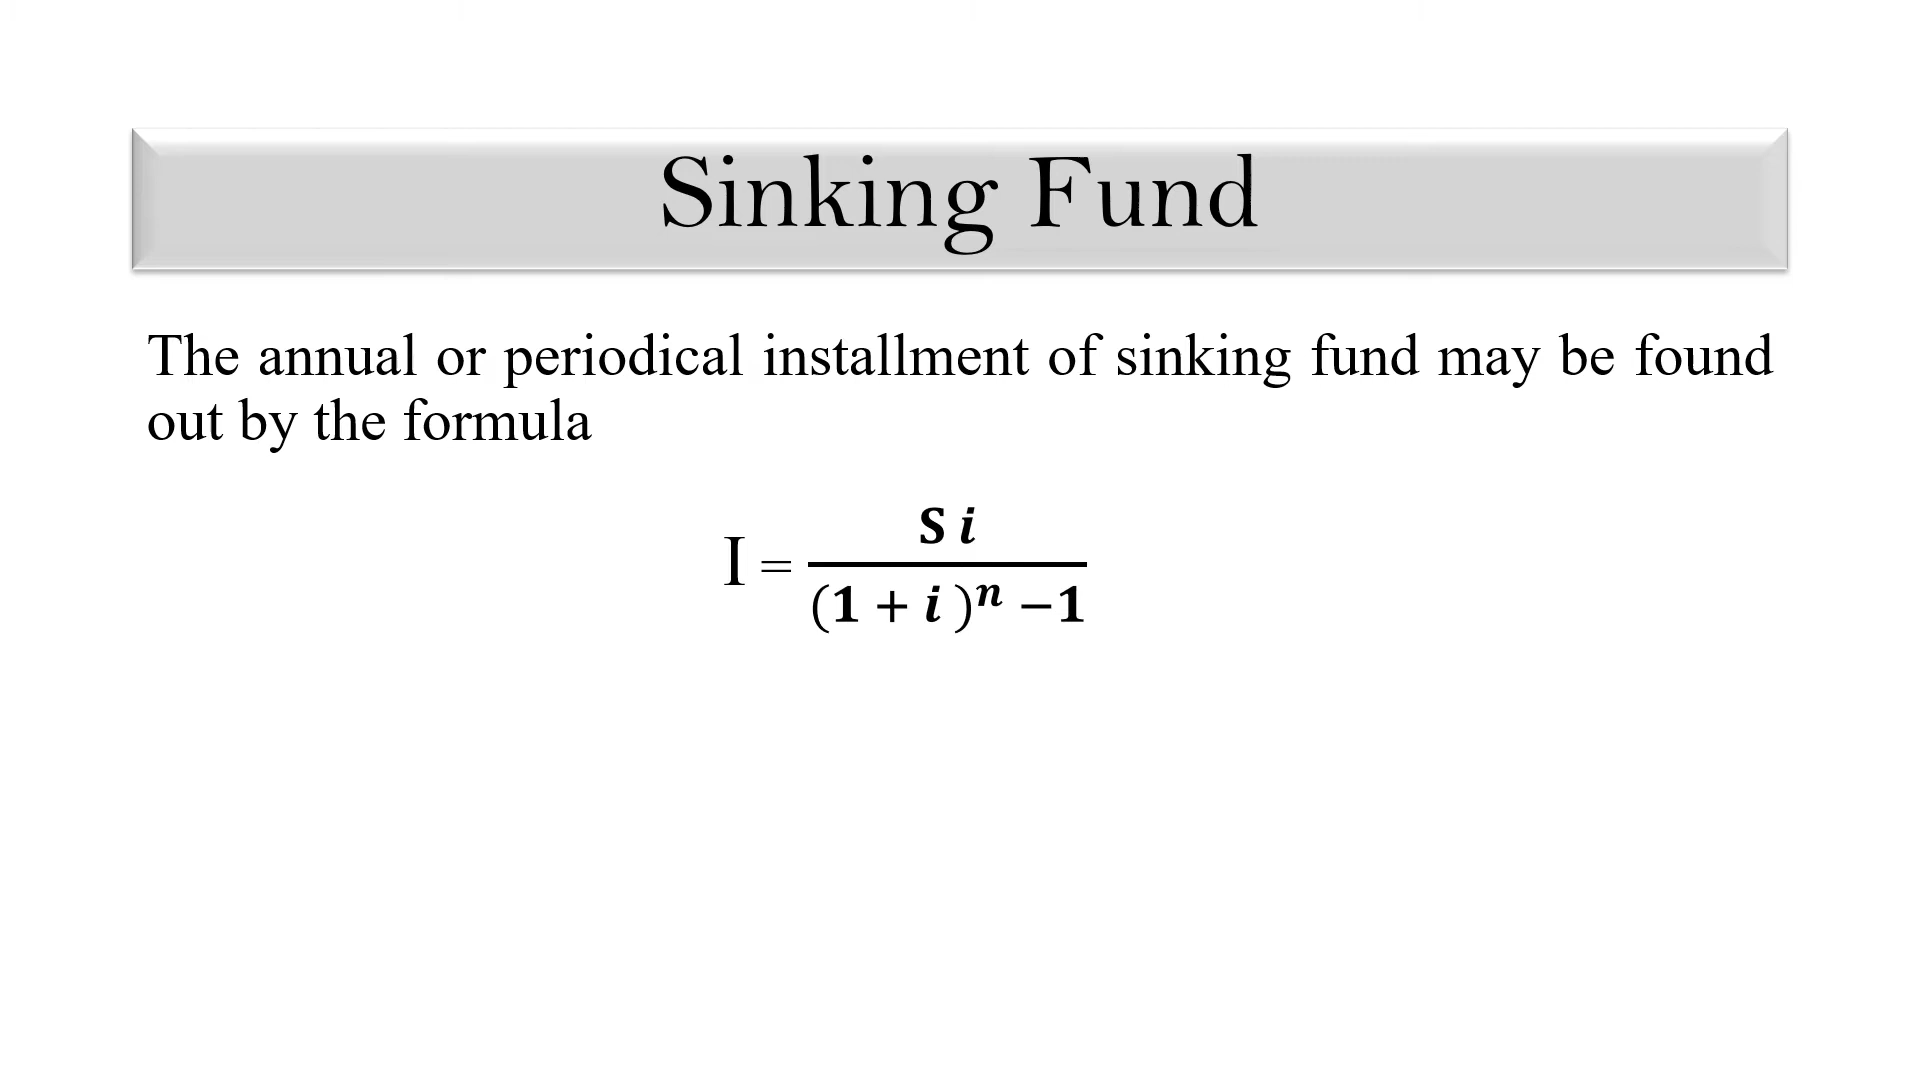 Sinking Fund
The annual or periodical installment of sinking fund may be found
out by the formula
I = S i / (1 + i )^n −1